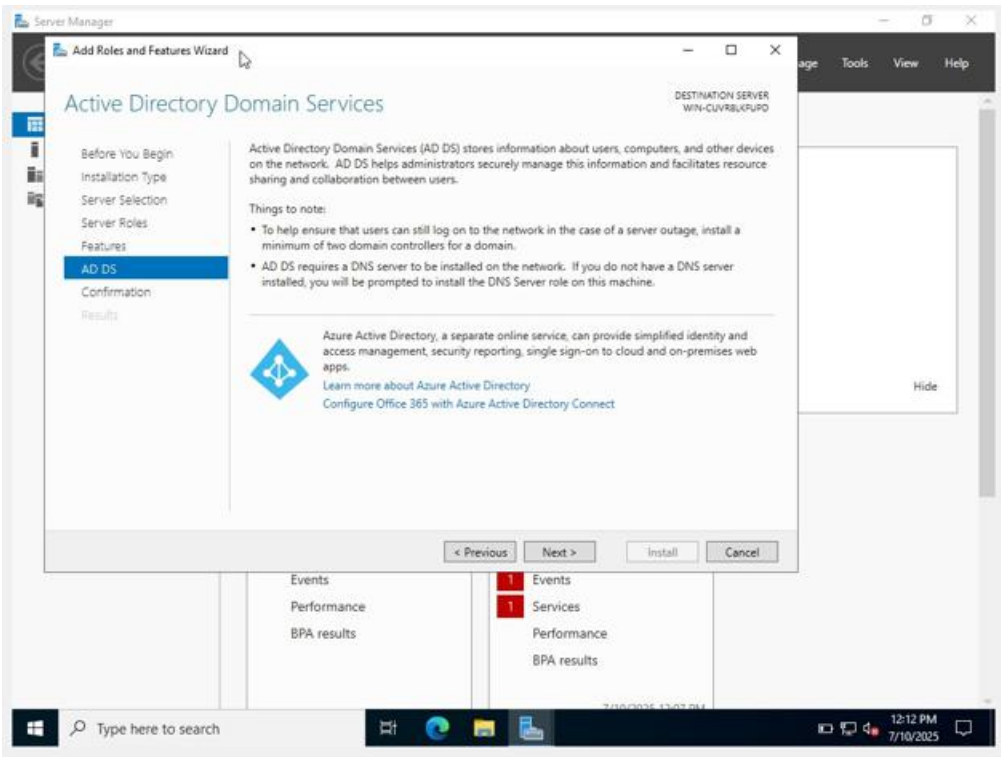 Server Manager
Add Roles and Features Wizard
age Tools View Help
Active Directory Domain Services
DESTINATION SERVER
WIN-CUVRBLKFUPO
Before You Begin
Installation Type
Server Selection
Server Roles
Features
AD DS
Confirmation
Results
Active Directory Domain Services (AD DS) stores information about users, computers, and other devices
on the network. AD DS helps administrators securely manage this information and facilitates resource
sharing and collaboration between users.
Things to note:
• To help ensure that users can still log on to the network in the case of a server outage, install a
minimum of two domain controllers for a domain.
• AD DS requires a DNS server to be installed on the network. If you do not have a DNS server
installed, you will be prompted to install the DNS Server role on this machine.
Azure Active Directory, a separate online service, can provide simplified identity and
access management, security reporting, single sign-on to cloud and on-premises web
apps.
Learn more about Azure Active Directory
Configure Office 365 with Azure Active Directory Connect
Hide
< Previous Next > Install Cancel
Events
Performance
BPA results
1 Events
1 Services
Performance
BPA results
7/10/2025 12:07 PM
Type here to search
12:12 PM
7/10/2025